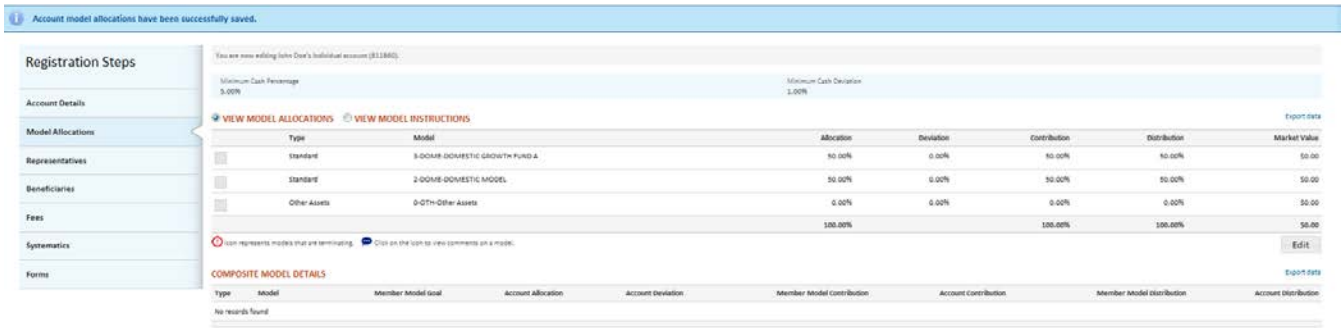 Account model allocations have been successfully saved.
Registration Steps
Account Details
Model Allocations
Representatives
Beneficiaries
Fees
Systematics
Forms
You are now editing John Doe's Individual account (811860).
Minimum Cash Percentage Minimum Cash Deviation
5.00% 1.00%
VIEW MODEL ALLOCATIONS VIEW MODEL INSTRUCTIONS Export data
Type Model Allocation Deviation Contribution Distribution Market Value
Standard 3-DOME-DOMESTIC GROWTH FUND A 50.00% 0.00% 50.00% 50.00% $0.00
Standard 2-DOME-DOMESTIC MODEL 50.00% 0.00% 50.00% 50.00% $0.00
Other Assets 0-OTH-Other Assets 0.00% 0.00% 0.00% 0.00% $0.00
100.00% 100.00% 100.00% $0.00
Icon represents models that are terminating. Click on the icon to view comments on a model. Edit
COMPOSITE MODEL DETAILS Export data
Type Model Member Model Goal Account Allocation Account Deviation Member Model Contribution Account Contribution Member Model Distribution Account Distribution
No records found